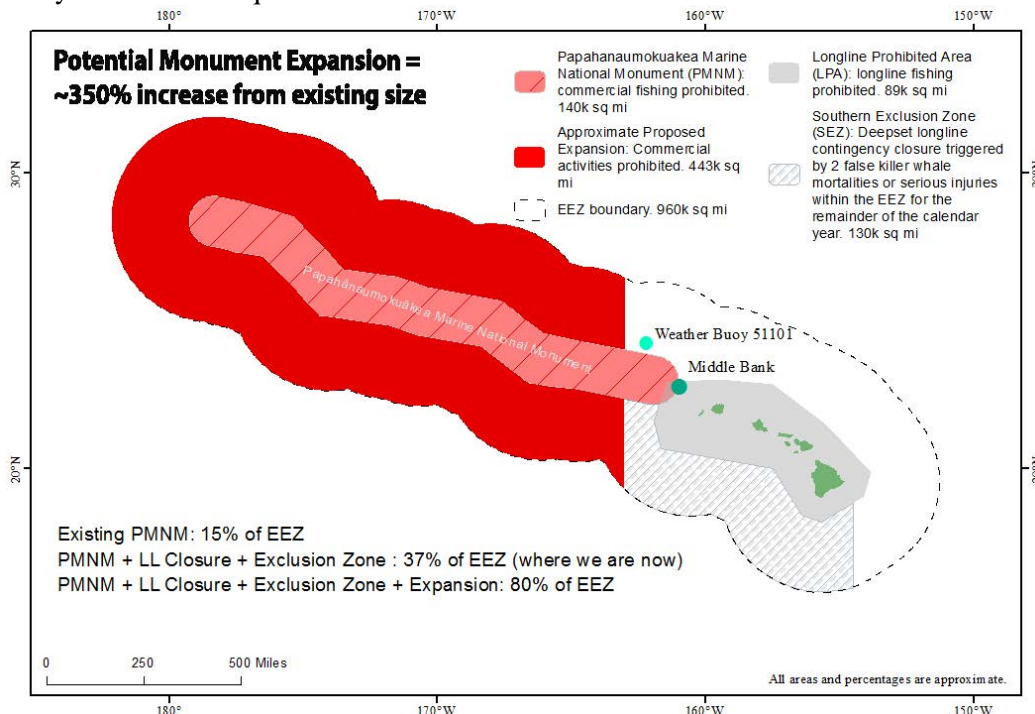 180°
170°W
160°W
150°W
Potential Monument Expansion =
~350% increase from existing size
Papahanaumokuakea Marine
National Monument (PMNM):
commercial fishing prohibited.
140k sq mi
Approximate Proposed
Expansion: Commercial
activities prohibited. 443k sq
mi
EEZ boundary. 960k sq mi
Longline Prohibited Area
(LPA): longline fishing
prohibited. 89k sq mi
Southern Exclusion Zone
(SEZ): Deepset longline
contingency closure triggered
by 2 false killer whale
mortalities or serious injuries
within the EEZ for the
remainder of the calendar
year. 130k sq mi
30°N
Papahānaumokuākea Marine National Monument
Weather Buoy 51101
Middle Bank
20°N
Existing PMNM: 15% of EEZ
PMNM + LL Closure + Exclusion Zone : 37% of EEZ (where we are now)
PMNM + LL Closure + Exclusion Zone + Expansion: 80% of EEZ
0 250 500 Miles
All areas and percentages are approximate.
180°
170°W
160°W
150°W